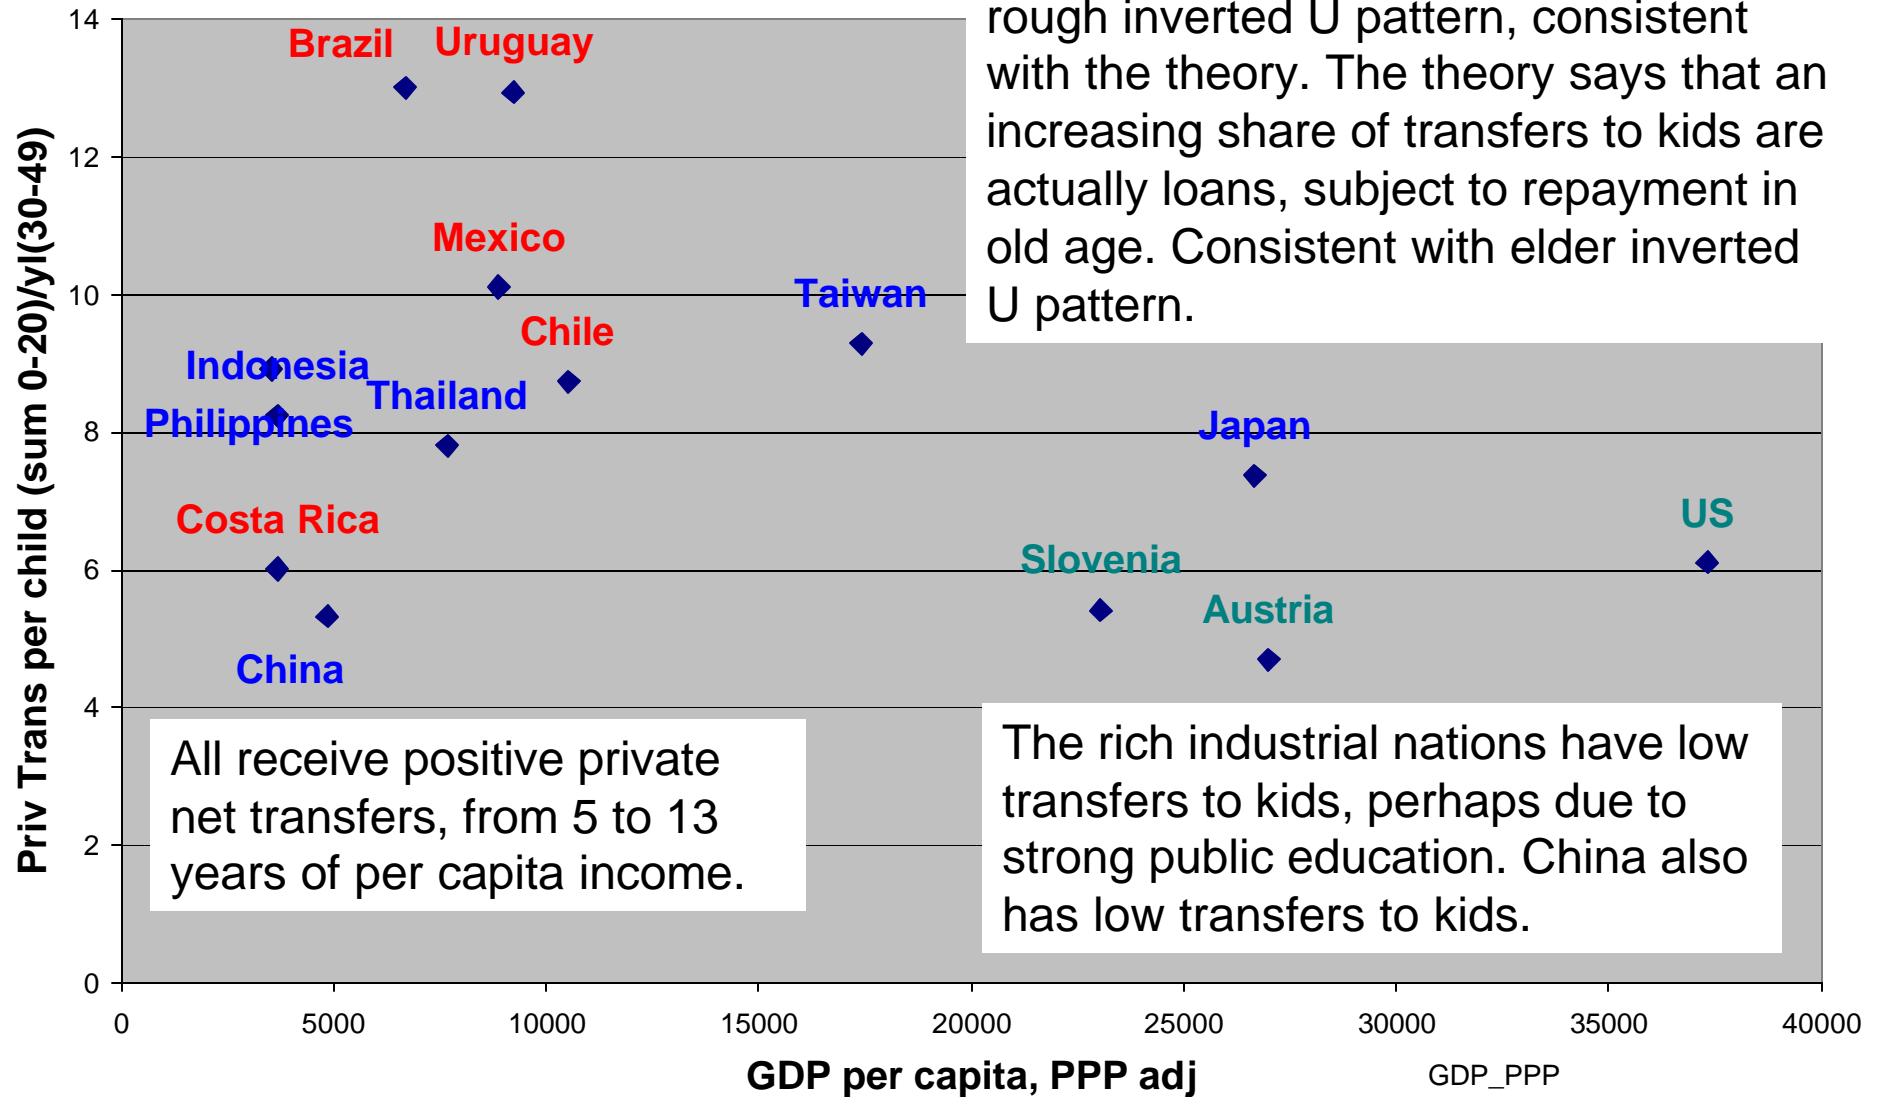 rough inverted U pattern, consistent
with the theory. The theory says that an
increasing share of transfers to kids are
actually loans, subject to repayment in
old age. Consistent with elder inverted
U pattern.
Priv Trans per child (sum 0-20)/yl(30-49)
14
12
10
8
6
4
2
0
Brazil
Uruguay
Mexico
Taiwan
Chile
Indonesia
Thailand
Philippines
Japan
Costa Rica
US
Slovenia
Austria
China
All receive positive private
net transfers, from 5 to 13
years of per capita income.
The rich industrial nations have low
transfers to kids, perhaps due to
strong public education. China also
has low transfers to kids.
0 5000 10000 15000 20000 25000 30000 35000 40000
GDP per capita, PPP adj
GDP_PPP